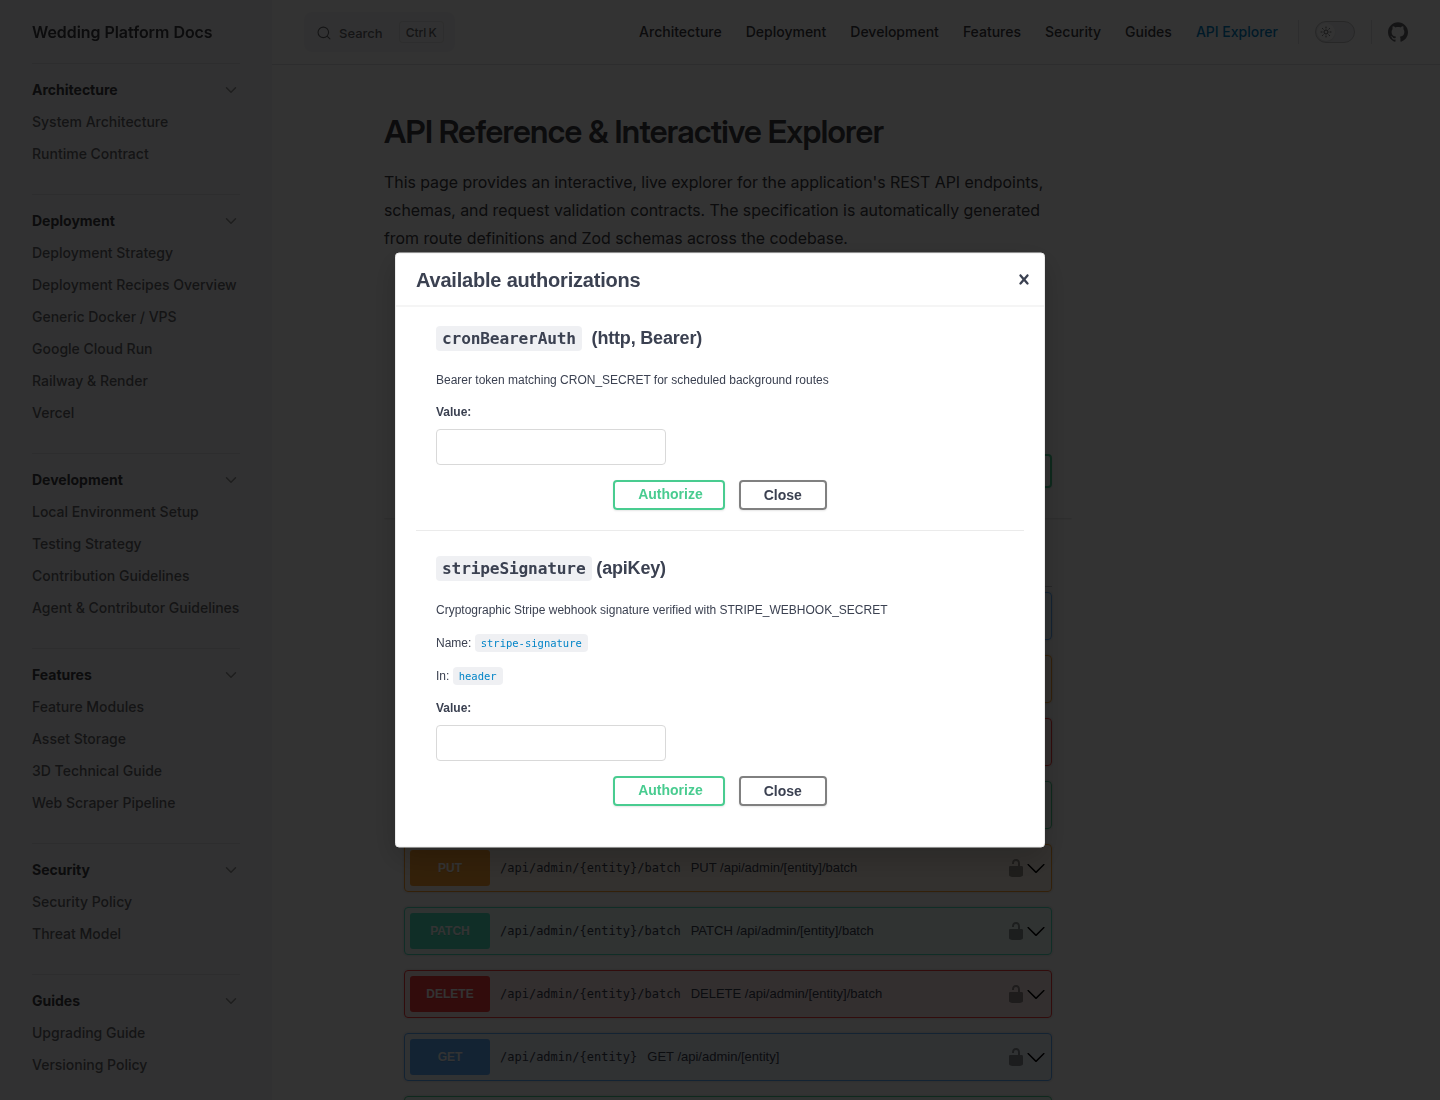 Wedding Platform Docs
Search
Ctrl K
Architecture
Deployment
Development
Features
Security
Guides
API Explorer
Architecture
System Architecture
Runtime Contract
Deployment
Deployment Strategy
Deployment Recipes Overview
Generic Docker / VPS
Google Cloud Run
Railway & Render
Vercel
Development
Local Environment Setup
Testing Strategy
Contribution Guidelines
Agent & Contributor Guidelines
Features
Feature Modules
Asset Storage
3D Technical Guide
Web Scraper Pipeline
Security
Security Policy
Threat Model
Guides
Upgrading Guide
Versioning Policy
API Reference & Interactive Explorer
This page provides an interactive, live explorer for the application's REST API endpoints,
schemas, and request validation contracts. The specification is automatically generated
from route definitions and Zod schemas across the codebase.
Available authorizations
cronBearerAuth (http, Bearer)
Bearer token matching CRON_SECRET for scheduled background routes
Value:
Authorize
Close
stripeSignature (apiKey)
Cryptographic Stripe webhook signature verified with STRIPE_WEBHOOK_SECRET
Name: stripe-signature
In: header
Value:
Authorize
Close
PUT /api/admin/{entity}/batch PUT /api/admin/[entity]/batch
PATCH /api/admin/{entity}/batch PATCH /api/admin/[entity]/batch
DELETE /api/admin/{entity}/batch DELETE /api/admin/[entity]/batch
GET /api/admin/{entity} GET /api/admin/[entity]